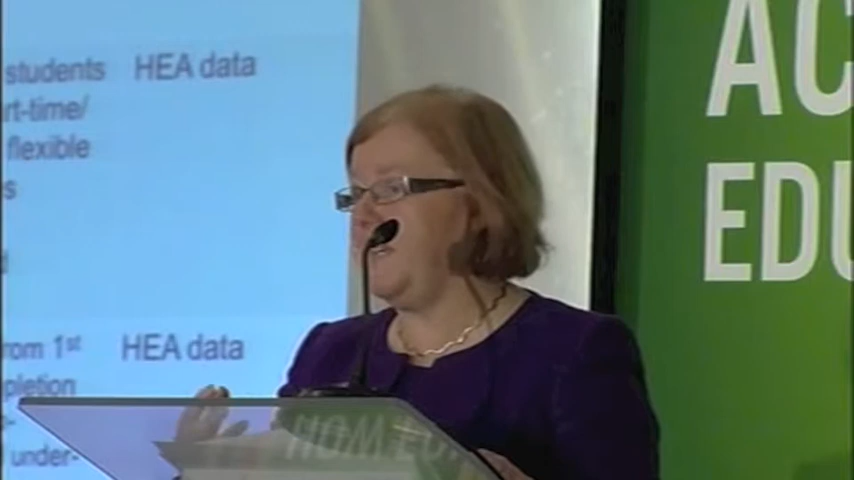 students HEA data
rt-time/
flexible
s
d
rom 1st HEA data
pletion
-
under-
AC
EDU